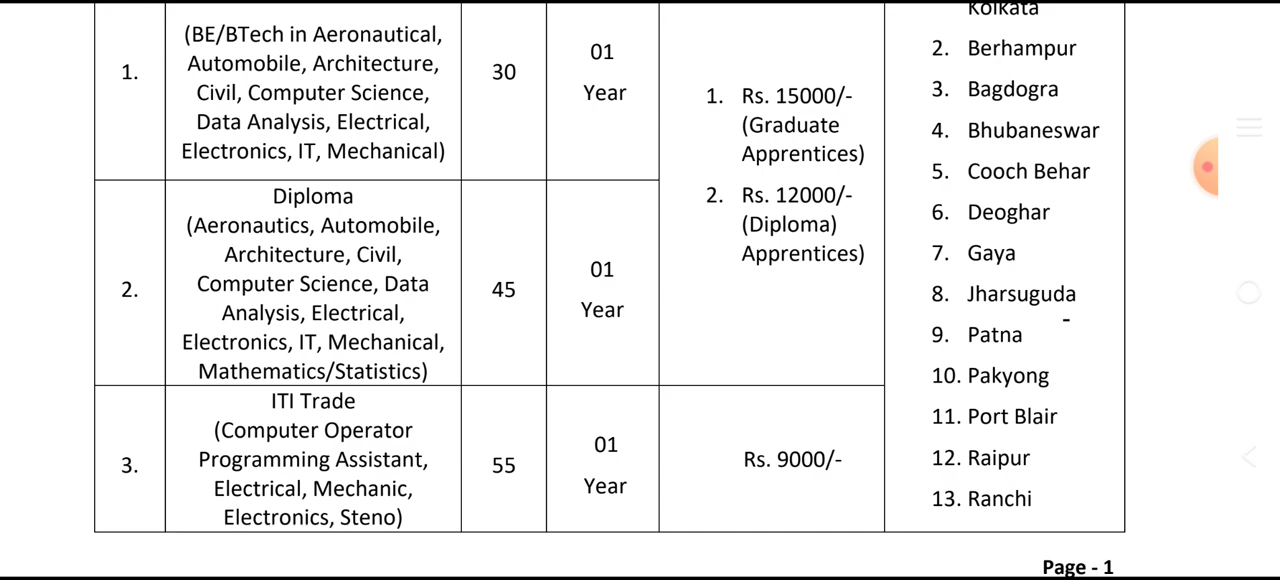 1.
(BE/BTech in Aeronautical,
Automobile, Architecture,
Civil, Computer Science,
Data Analysis, Electrical,
Electronics, IT, Mechanical)
30
01
Year
2.
Diploma
(Aeronautics, Automobile,
Architecture, Civil,
Computer Science, Data
Analysis, Electrical,
Electronics, IT, Mechanical,
Mathematics/Statistics)
45
01
Year
1. Rs. 15000/-
(Graduate
Apprentices)
2. Rs. 12000/-
(Diploma)
Apprentices)
3.
ITI Trade
(Computer Operator
Programming Assistant,
Electrical, Mechanic,
Electronics, Steno)
55
01
Year
Rs. 9000/-
Kolkata
2. Berhampur
3. Bagdogra
4. Bhubaneswar
5. Cooch Behar
6. Deoghar
7. Gaya
8. Jharsuguda
-
9. Patna
10. Pakyong
11. Port Blair
12. Raipur
13. Ranchi
Page - 1